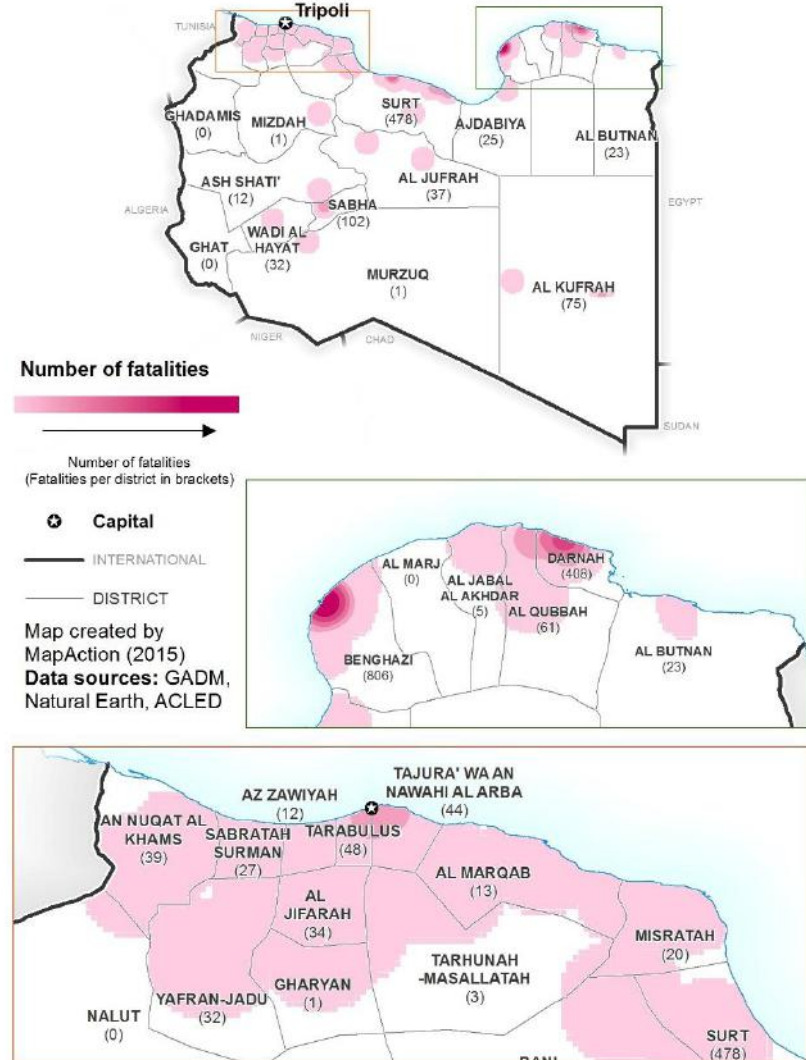 Tripoli
TUNISIA
GHADAMIS
(0)
MIZDAH
(1)
SURT
(478)
AJDABIYA
(25)
AL BUTNAN
(23)
ASH SHATI'
(12)
AL JUFRAH
(37)
SABHA
(102)
ALGERIA
EGYPT
WADI AL
HAYAT
(32)
GHAT
(0)
MURZUQ
(1)
AL KUFRAH
(75)
NIGER
CHAD
SUDAN
Number of fatalities
Number of fatalities
(Fatalities per district in brackets)
Capital
INTERNATIONAL
DISTRICT
Map created by
MapAction (2015)
Data sources: GADM,
Natural Earth, ACLED
AL MARJ
(0)
AL JABAL
AL AKHDAR
(5)
DARNAH
(408)
AL QUBBAH
(61)
BENGHAZI
(806)
AL BUTNAN
(23)
TAJURA' WA AN
NAWAHI AL ARBA
(44)
AZ ZAWIYAH
(12)
AN NUQAT AL
KHAMS
(39)
SABRATAH
SURMAN
(27)
TARABULUS
(48)
AL MARQAB
(13)
AL
JIFARAH
(34)
MISRATAH
(20)
TARHUNAH
-MASALLATAH
(3)
GHARYAN
(1)
YAFRAN-JADU
(32)
NALUT
(0)
SURT
(478)